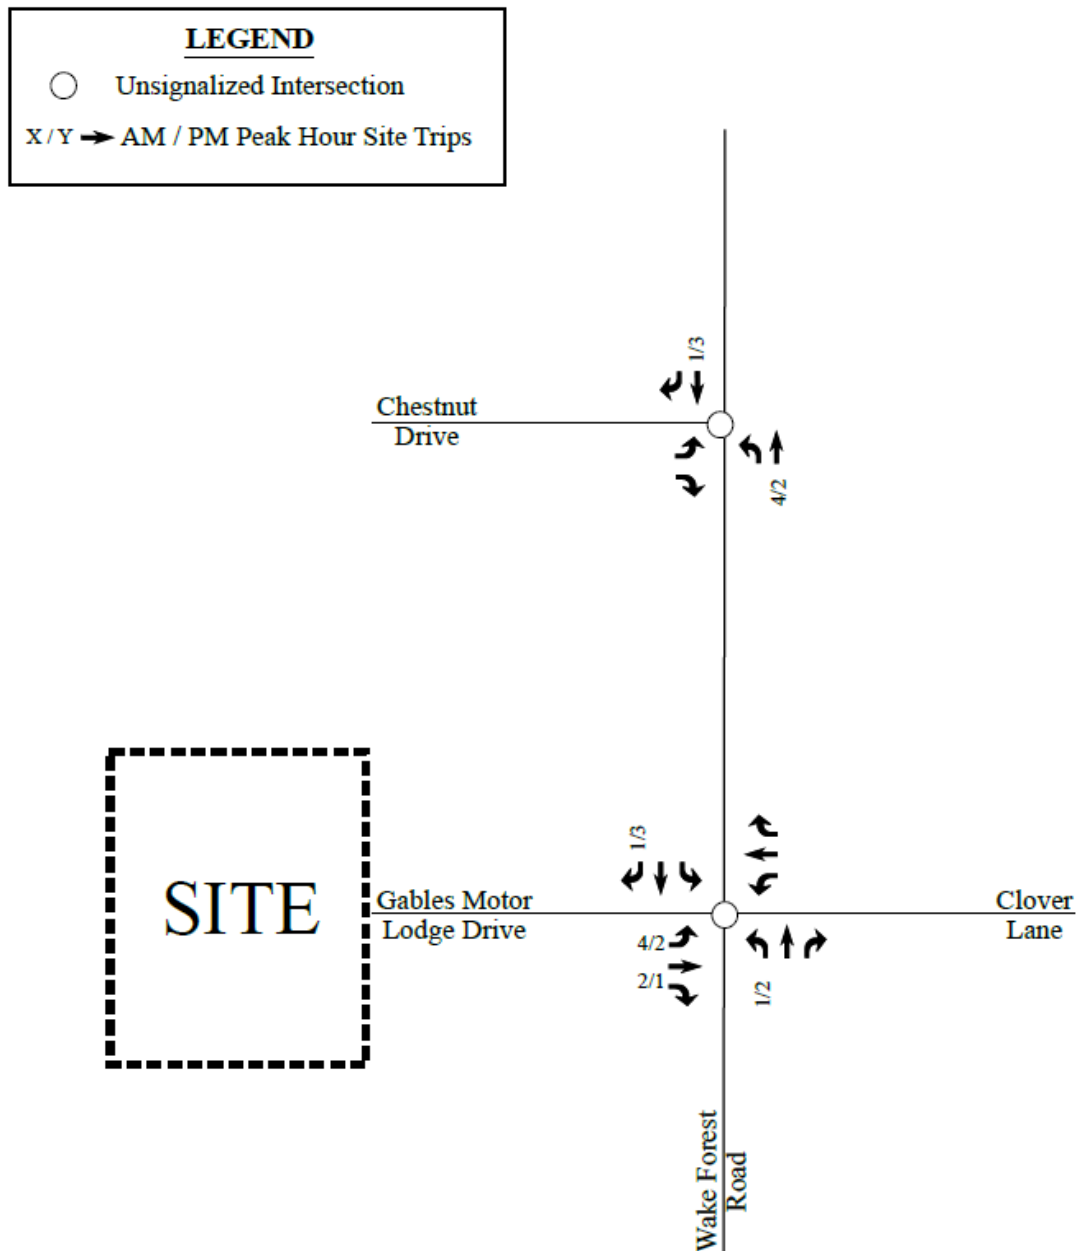 LEGEND
Unsignalized Intersection
X / Y AM / PM Peak Hour Site Trips
1/3
Chestnut
Drive
4/2
1/3
SITE
Gables Motor
Lodge Drive
Clover
Lane
4/2
2/1
1/2
Wake Forest
Road